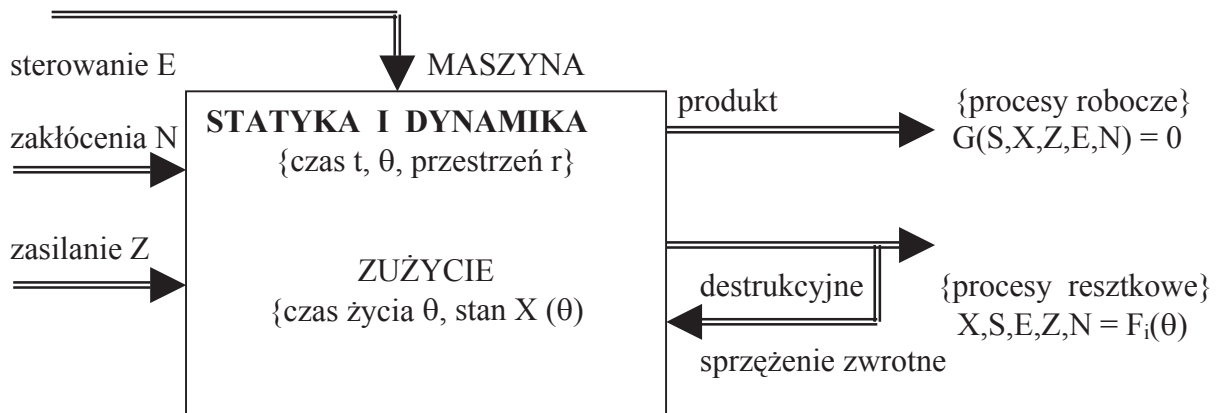 sterowanie E
MASZYNA
zakłócenia N
STATYKA I DYNAMIKA
{czas t, θ, przestrzeń r}
produkt
{procesy robocze}
G(S,X,Z,E,N) = 0
zasilanie Z
ZUŻYCIE
{czas życia θ, stan X (θ)
destrukcyjne
sprzężenie zwrotne
{procesy resztkowe}
X,S,E,Z,N = Fi(θ)